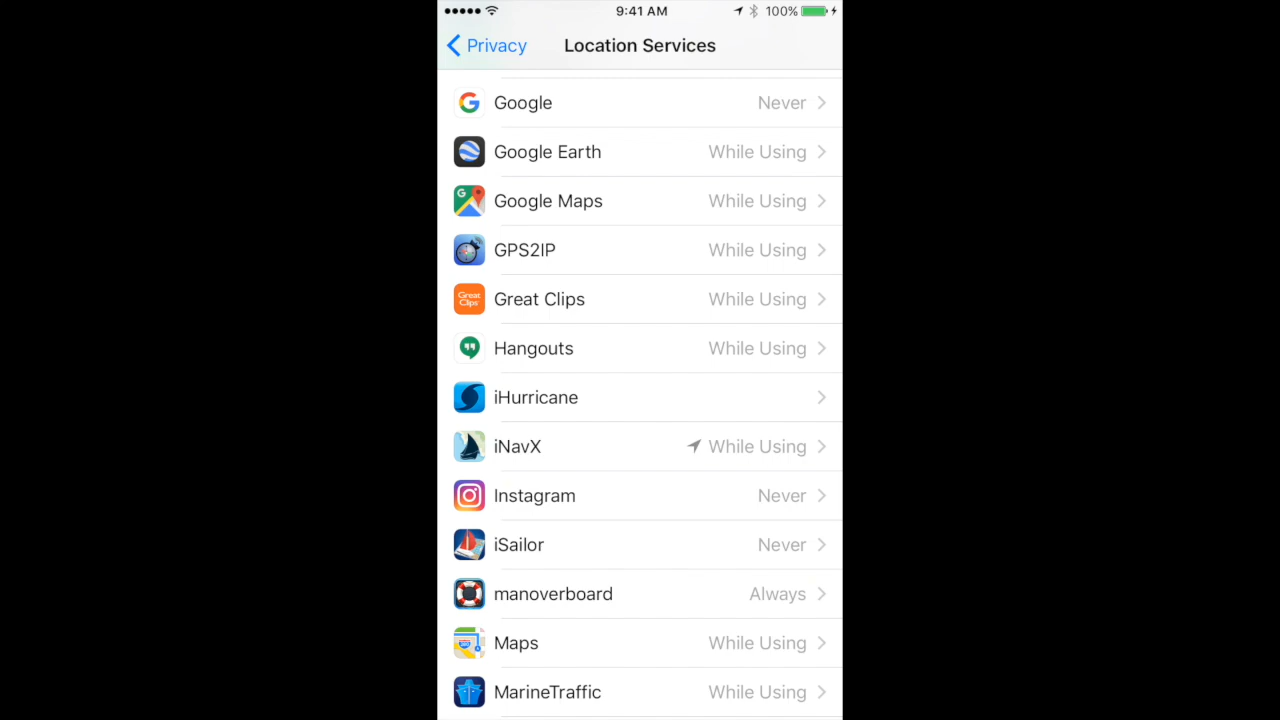 9:41 AM 100%
Privacy Location Services
Google Never
Google Earth While Using
G Google Maps While Using
GPS2IP While Using
Great Clips Great Clips While Using
Hangouts While Using
iHurricane
iNavX While Using
Instagram Never
iSailor Never
manoverboard Always
Maps While Using
MarineTraffic While Using